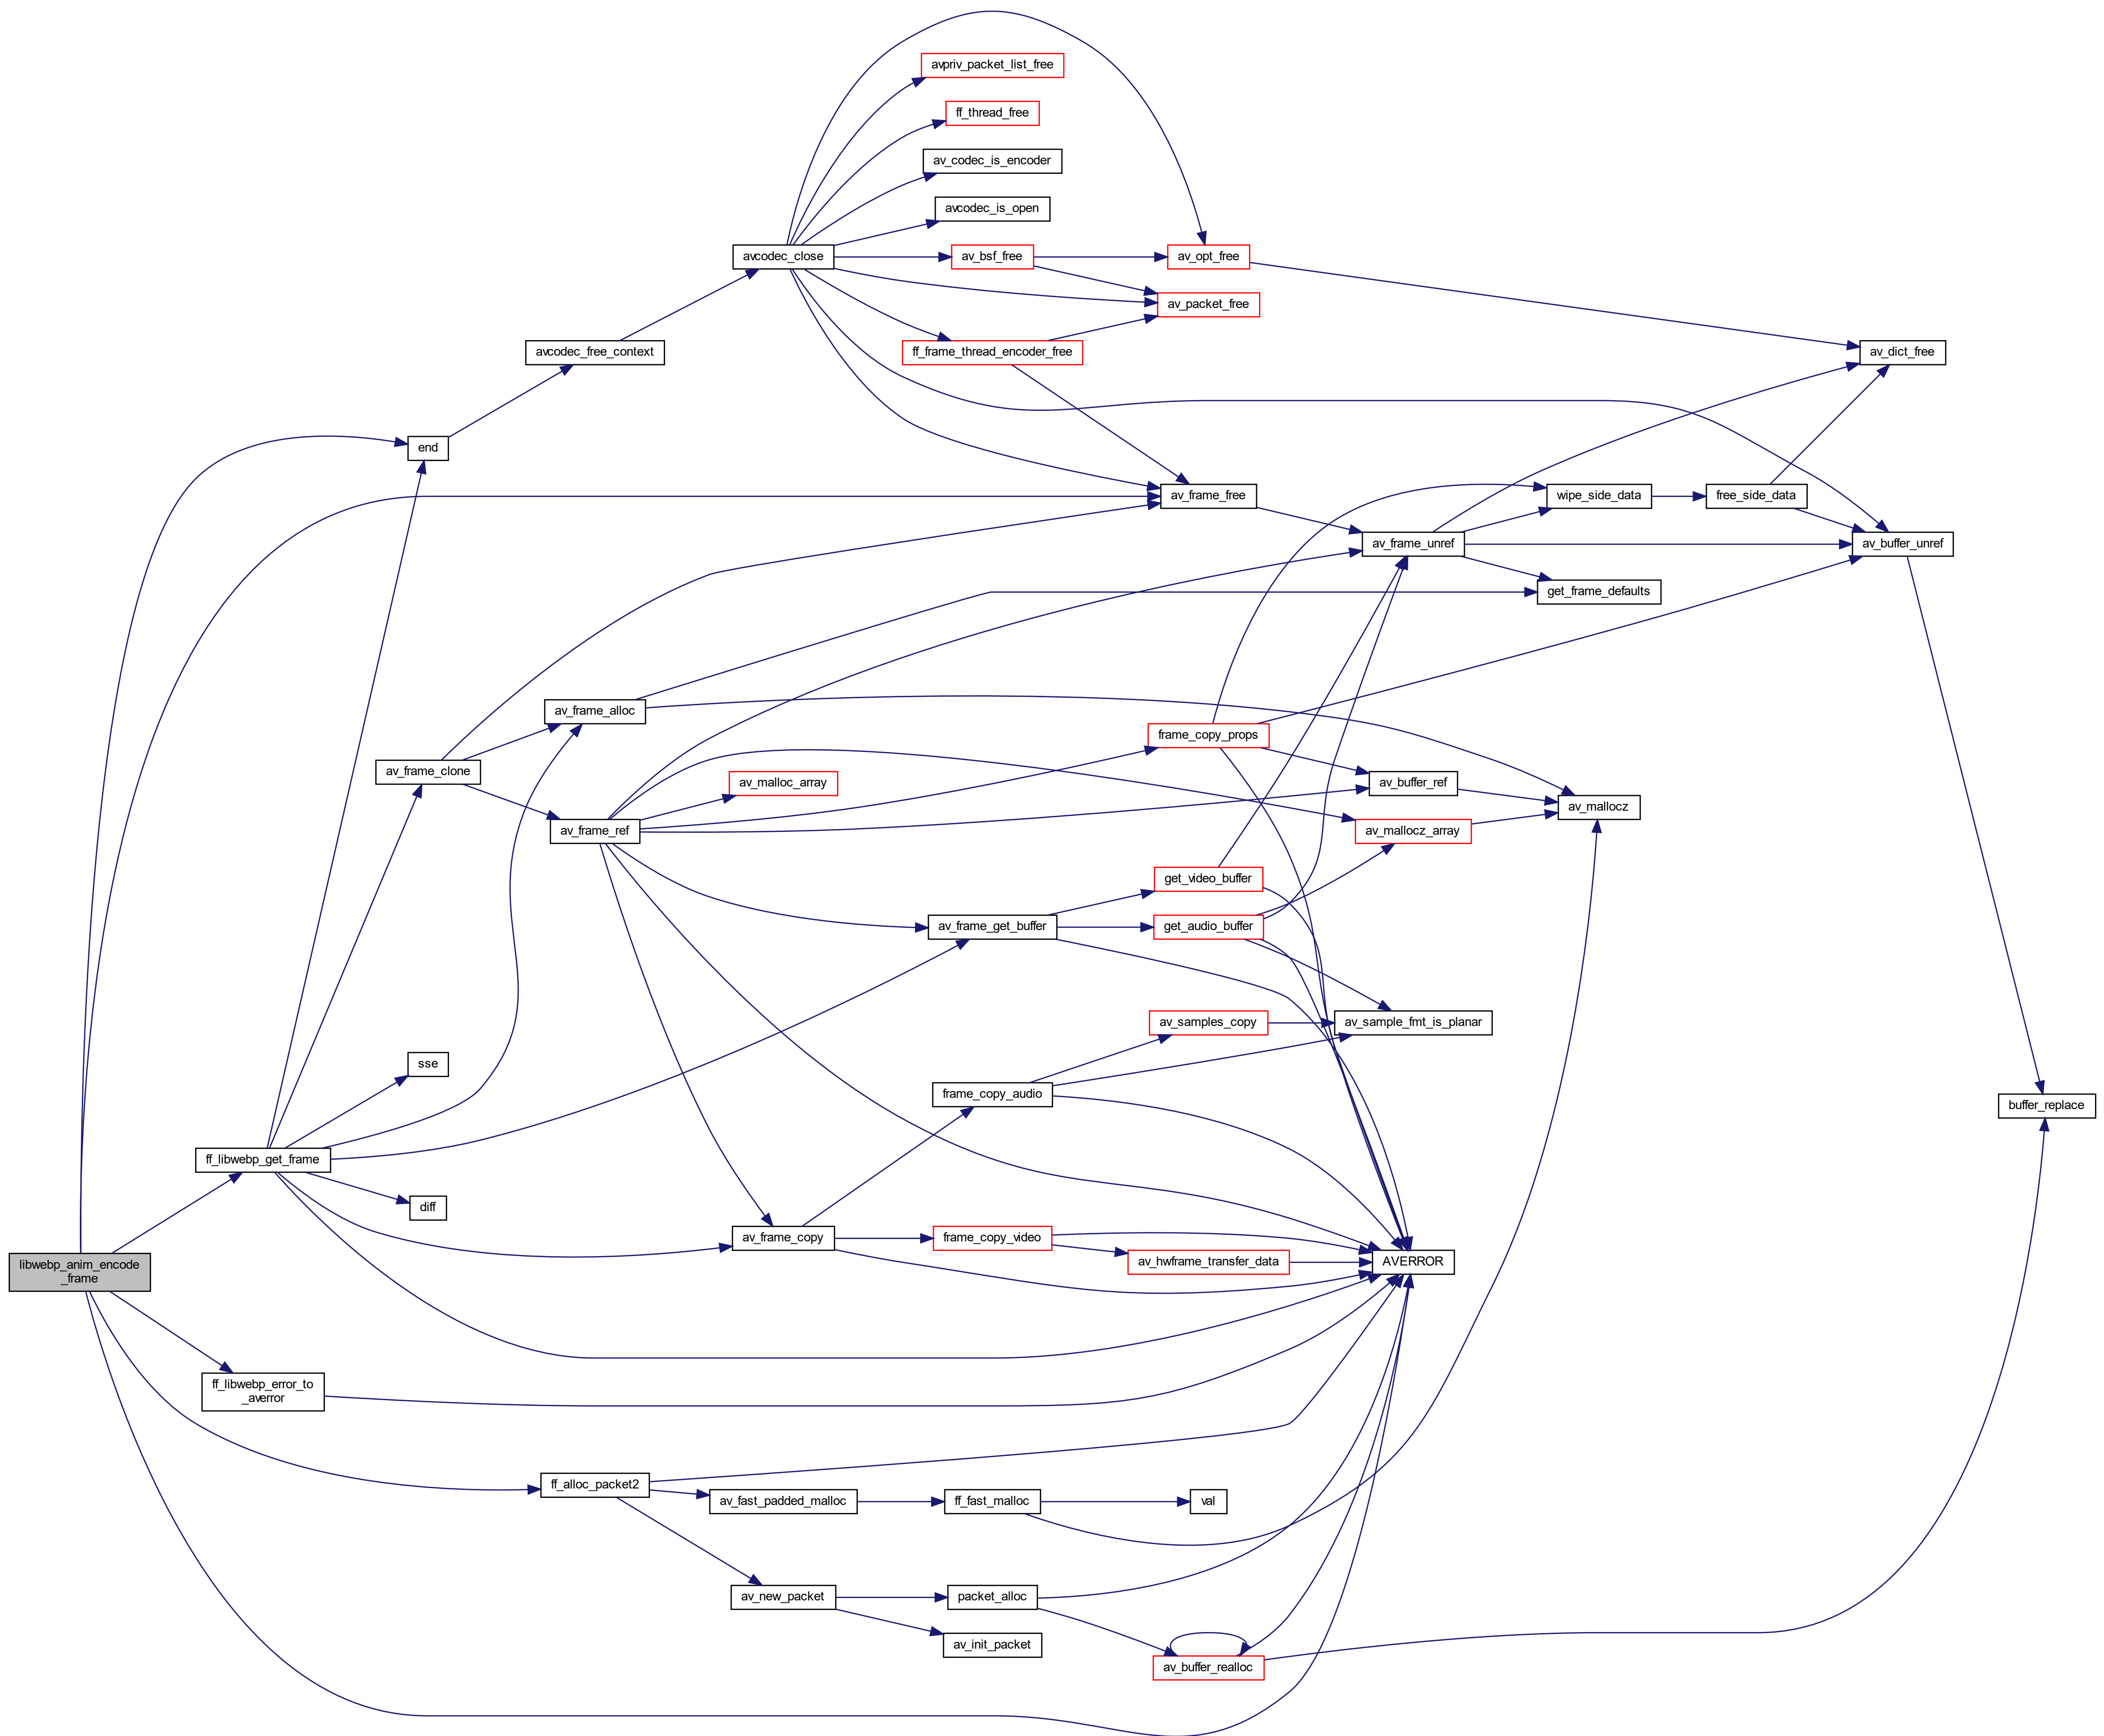 avpriv_packet_list_free
ff_thread_free
av_codec_is_encoder
avcodec_is_open
avcodec_close
av_bsf_free
av_opt_free
av_packet_free
avcodec_free_context
ff_frame_thread_encoder_free
av_dict_free
end
av_frame_free
wipe_side_data
free_side_data
av_frame_unref
av_buffer_unref
get_frame_defaults
av_frame_alloc
frame_copy_props
av_frame_clone
av_malloc_array
av_buffer_ref
av_mallocz
av_frame_ref
av_mallocz_array
get_video_buffer
av_frame_get_buffer
get_audio_buffer
av_samples_copy
av_sample_fmt_is_planar
sse
frame_copy_audio
buffer_replace
ff_libwebp_get_frame
diff
av_frame_copy
frame_copy_video
av_hwframe_transfer_data
AVERROR
libwebp_anim_encode
_frame
ff_libwebp_error_to
_averror
ff_alloc_packet2
av_fast_padded_malloc
ff_fast_malloc
val
av_new_packet
packet_alloc
av_init_packet
av_buffer_realloc